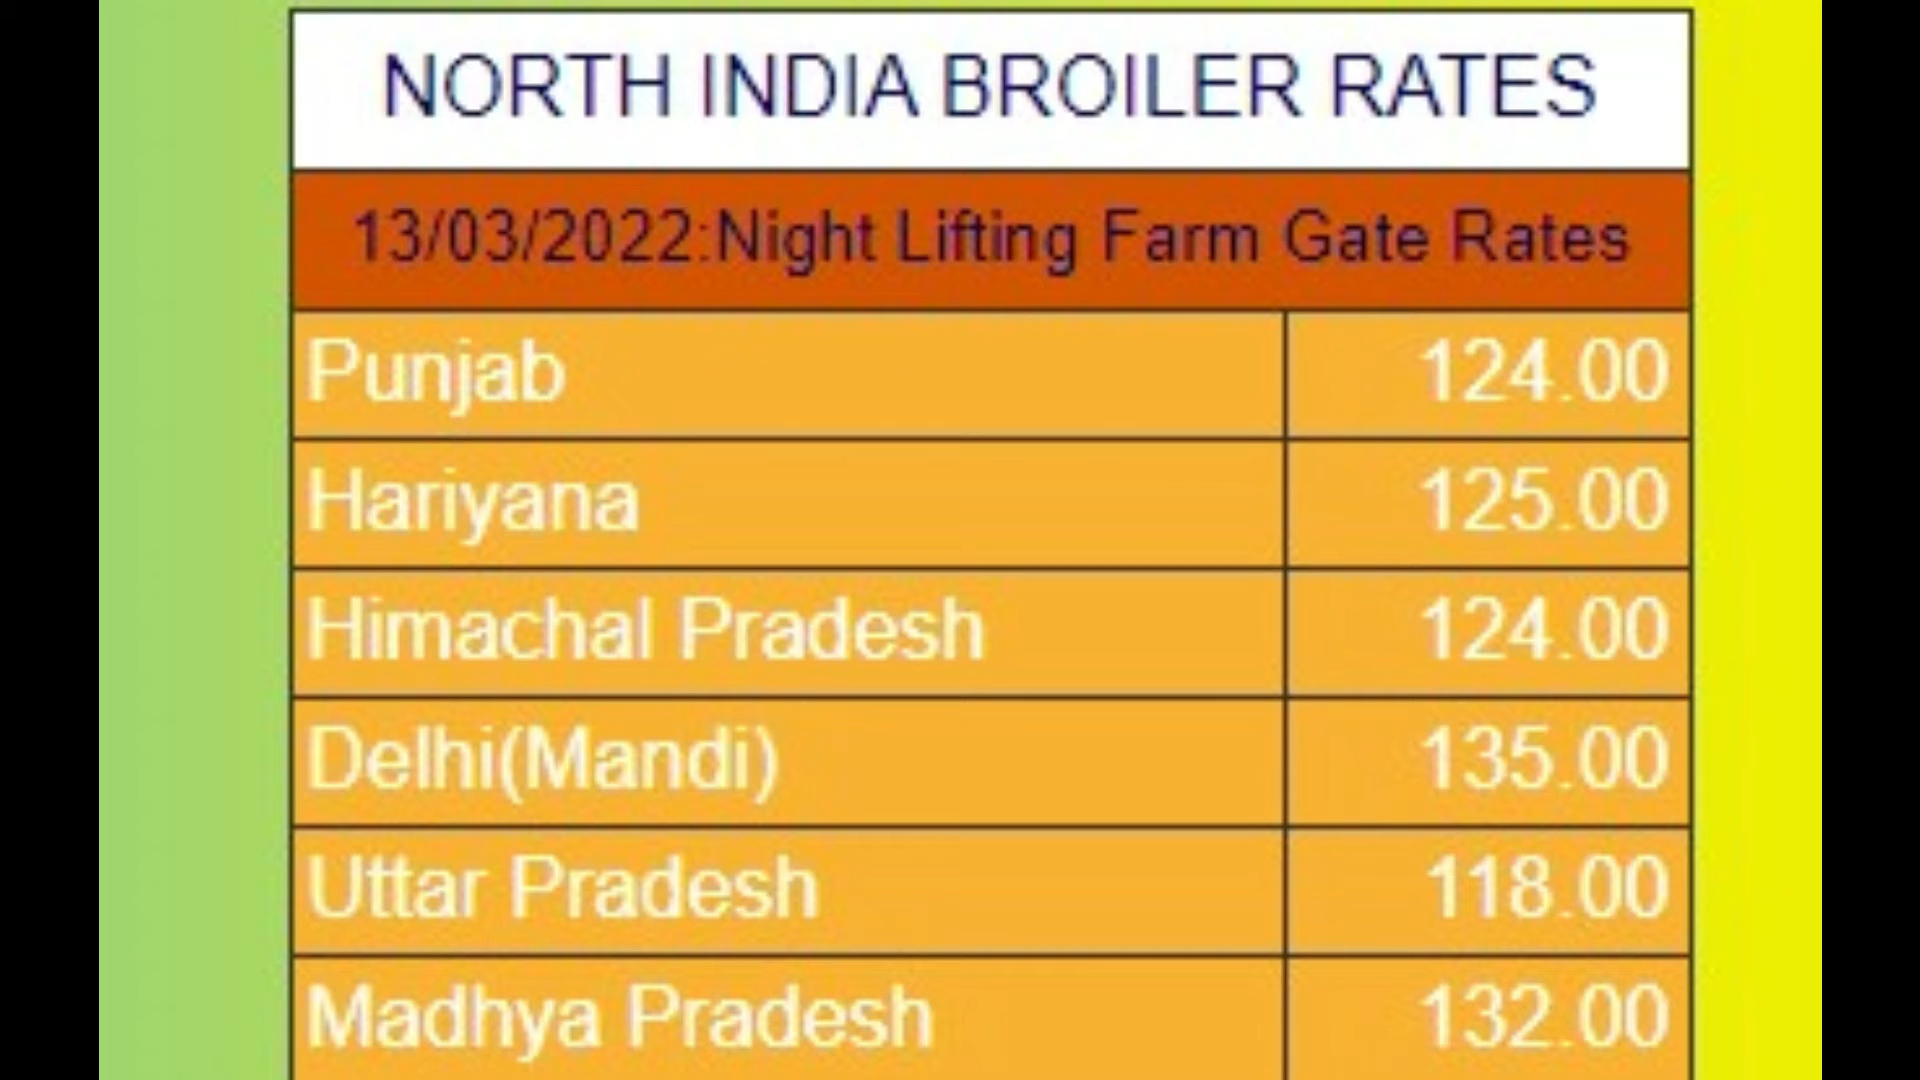 NORTH INDIA BROILER RATES
13/03/2022:Night Lifting Farm Gate Rates
Punjab 124.00
Hariyana 125.00
Himachal Pradesh 124.00
Delhi(Mandi) 135.00
Uttar Pradesh 118.00
Madhya Pradesh 132.00